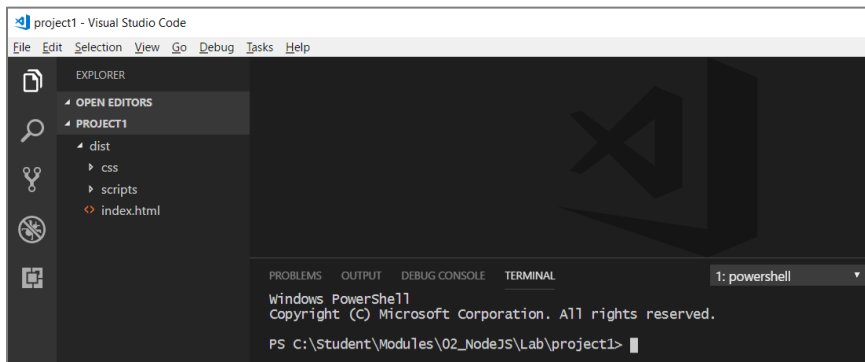 project1 - Visual Studio Code
File Edit Selection View Go Debug Tasks Help
EXPLORER
OPEN EDITORS
PROJECT1
dist
css
scripts
<> index.html
PROBLEMS OUTPUT DEBUG CONSOLE TERMINAL 1: powershell
Windows PowerShell
Copyright (C) Microsoft Corporation. All rights reserved.
PS C:\Student\Modules\02_NodeJS\Lab\project1>